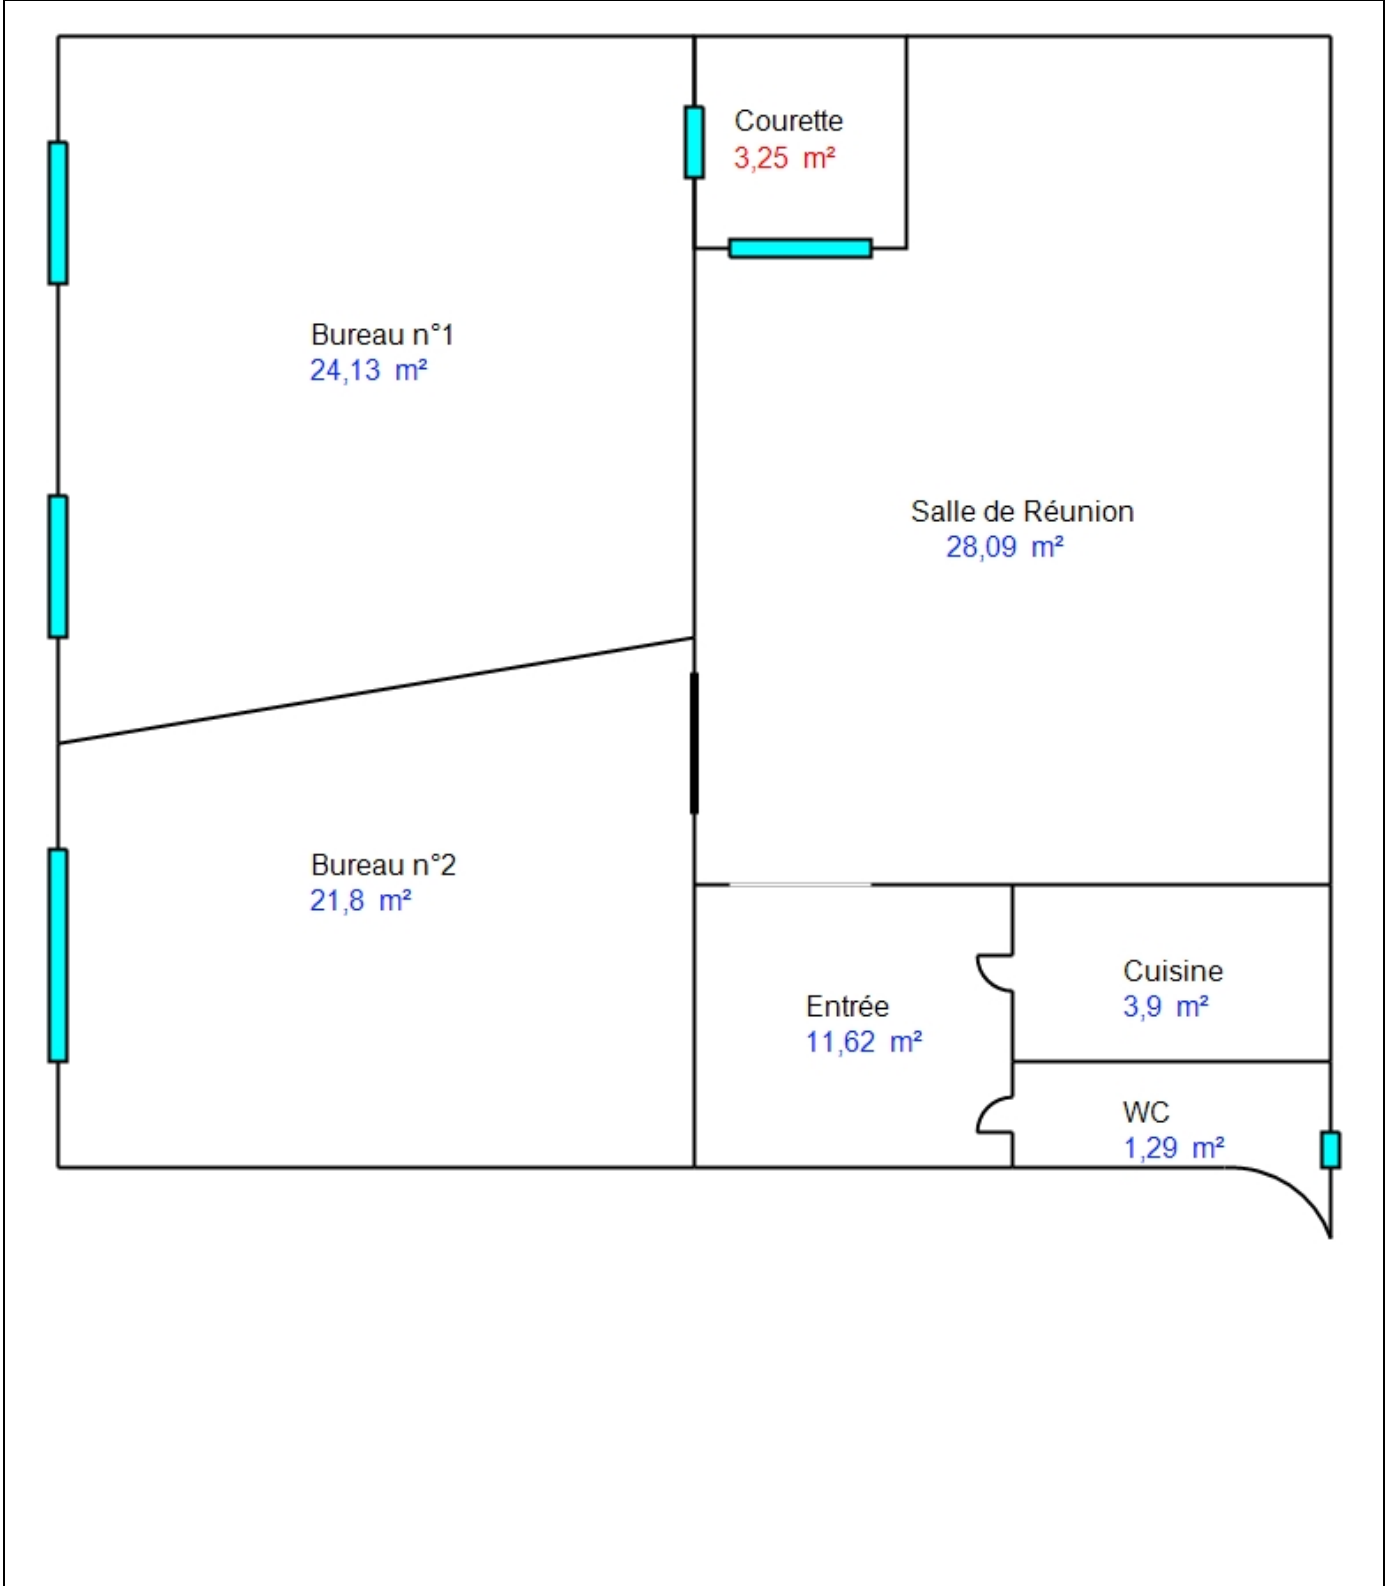 Courette
3,25 m²
Bureau n°1
24,13 m²
Salle de Réunion
28,09 m²
Bureau n°2
21,8 m²
Cuisine
3,9 m²
Entrée
11,62 m²
WC
1,29 m²